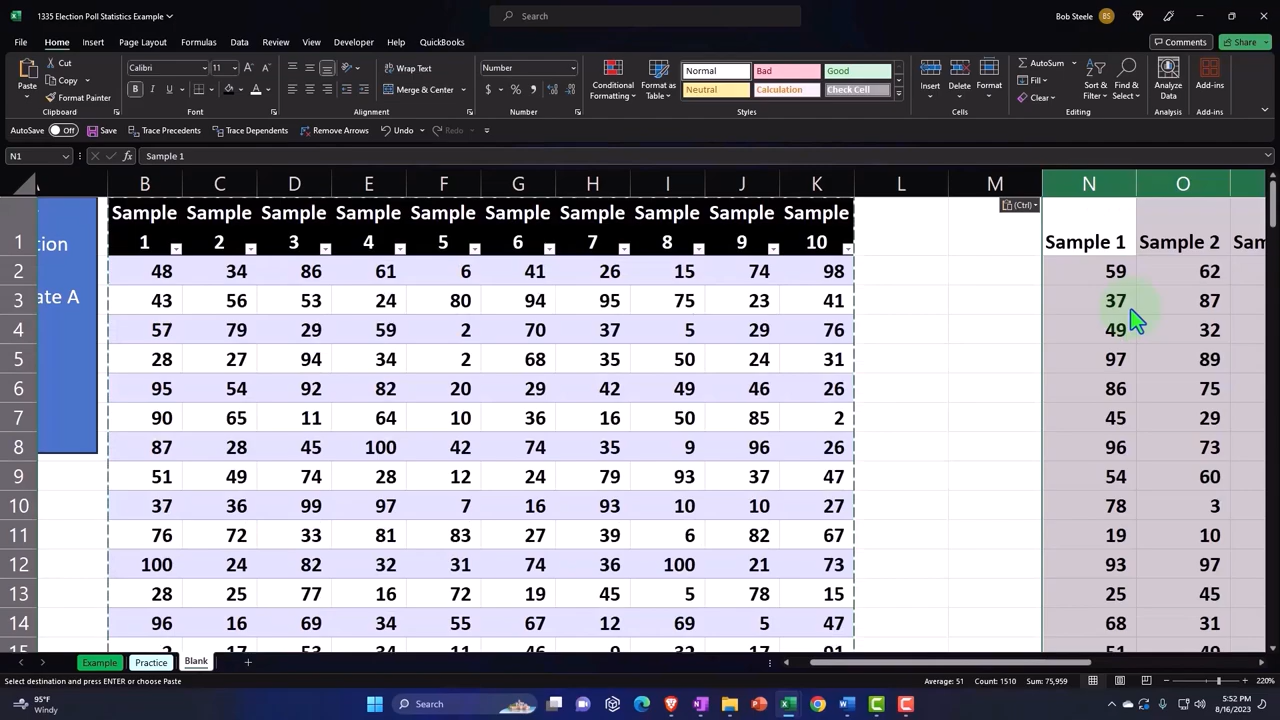 1335 Election Poll Statistics Example
Search
Bob Steele BS
File Home Insert Page Layout Formulas Data Review View Developer Help QuickBooks
Comments Share
Paste Cut
Copy
Format Painter
Clipboard
Calibri 11
B I U
Font
Wrap Text
Merge & Center
Alignment
Number
$ % ,
Number
Conditional Formatting
Format as Table
Normal Bad Good
Neutral Calculation Check Cell
Styles
Insert Delete Format
Cells
AutoSum
Fill
Clear
Sort & Filter
Find & Select
Editing
Analyze Data
Analysis
Add-ins
Add-ins
AutoSave Off Save Trace Precedents Trace Dependents Remove Arrows Undo Redo
N1 fx Sample 1
B C D E F G H I J K L M N O
(Ctrl)
Sample Sample Sample Sample Sample Sample Sample Sample Sample Sample
1 1 2 3 4 5 6 7 8 9 10 Sample 1 Sample 2 Sam
tion
ate A
2 48 34 86 61 6 41 26 15 74 98 59 62
3 43 56 53 24 80 94 95 75 23 41 37 87
4 57 79 29 59 2 70 37 5 29 76 49 32
5 28 27 94 34 2 68 35 50 24 31 97 89
6 95 54 92 82 20 29 42 49 46 26 86 75
7 90 65 11 64 10 36 16 50 85 2 45 29
8 87 28 45 100 42 74 35 9 96 26 96 73
9 51 49 74 28 12 24 79 93 37 47 54 60
10 37 36 99 97 7 16 93 10 10 27 78 3
11 76 72 33 81 83 27 39 6 82 67 19 10
12 100 24 82 32 31 74 36 100 21 73 93 97
13 28 25 77 16 72 19 45 5 78 15 25 45
14 96 16 69 34 55 67 12 69 5 47 68 31
Example Practice Blank
Select destination and press ENTER or choose Paste
Average: 51 Count: 1510 Sum: 75,959 220%
95°F
Windy
Search
5:52 PM
8/16/2023